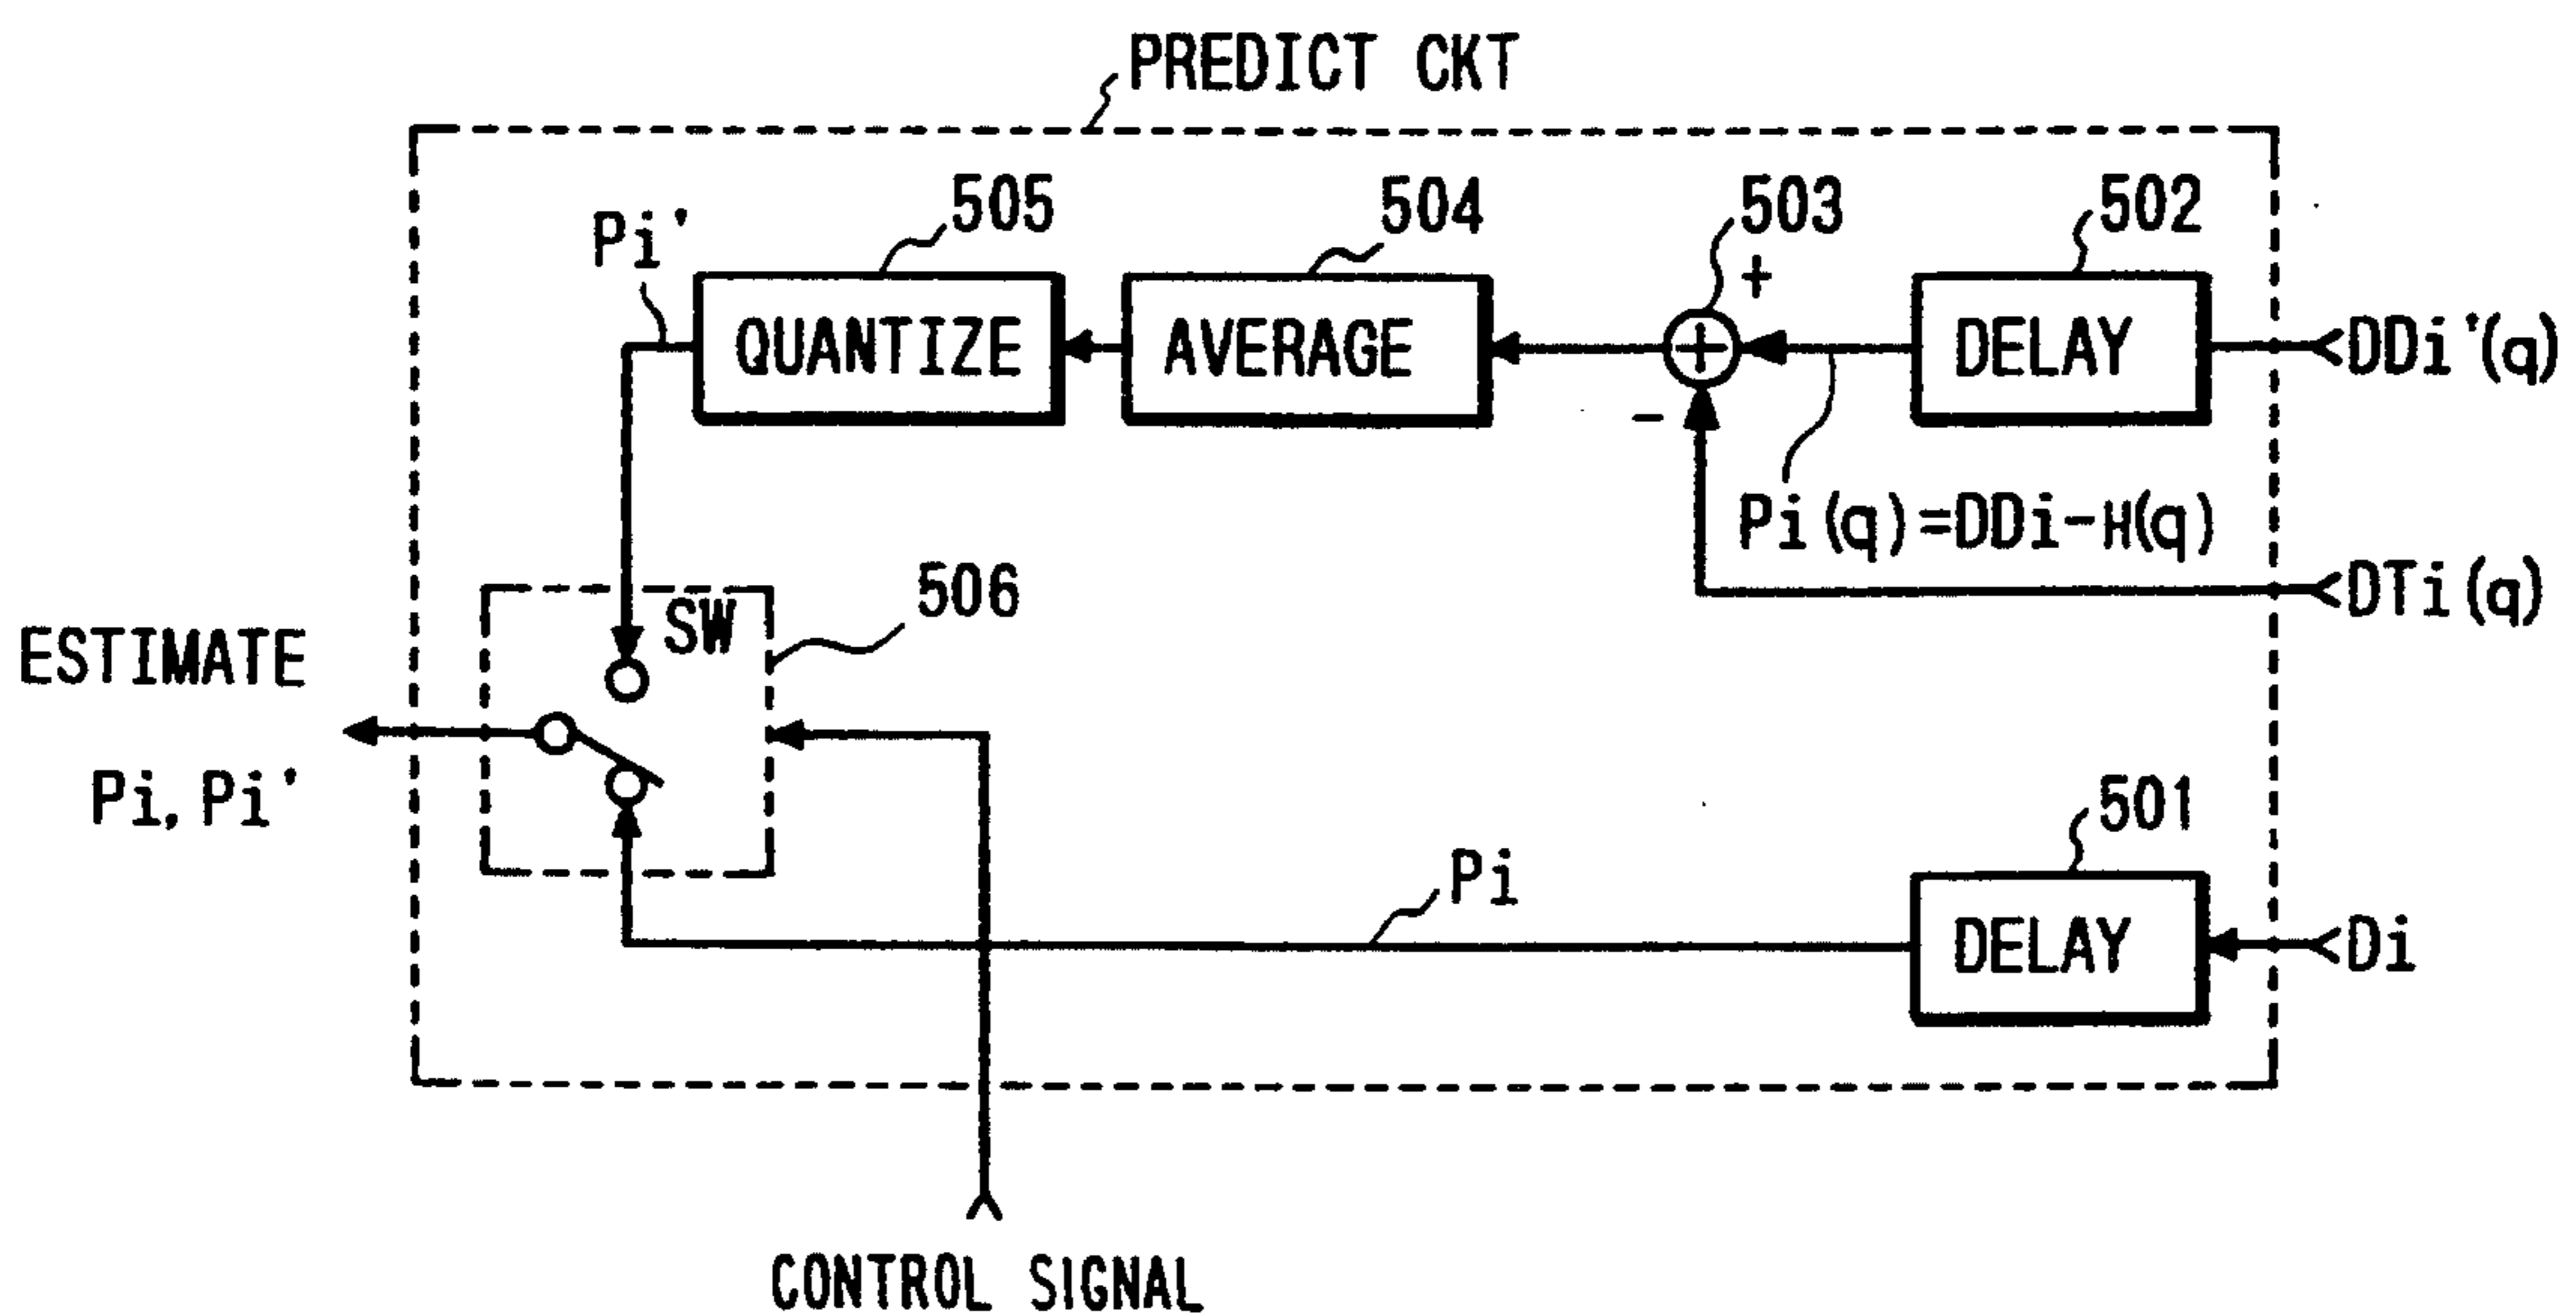 PREDICT CKT
Pi'
505
504
503
502
+
QUANTIZE
AVERAGE
+
DELAY
DDi'(q)
-
Pi(q)=DDi-H(q)
DTi(q)
506
SW
ESTIMATE
Pi, Pi'
501
Pi
DELAY
Di
CONTROL SIGNAL